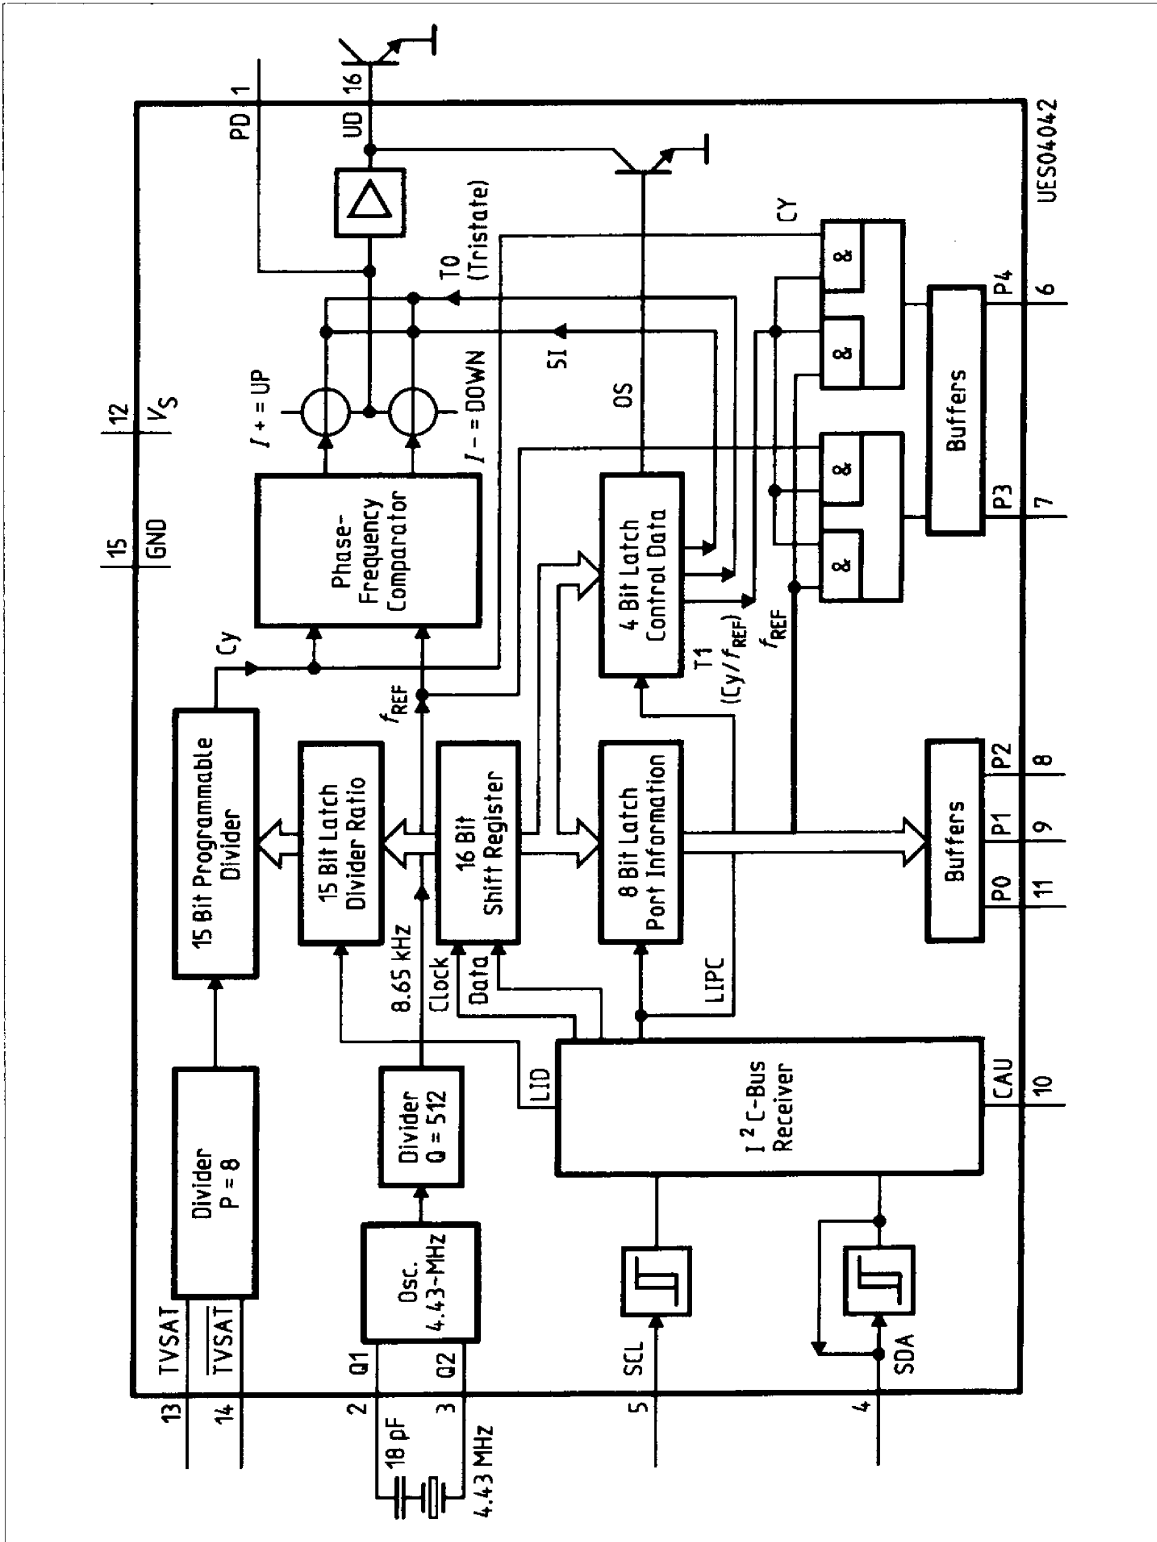 13
TVSAT
14
TVSAT
Divider
P = 8
15 Bit Programmable
Divider
Cy
15
GND
12
VS
PD
1
UD
16
2
Q1
18 pF
3
Q2
4.43 MHz
Osc.
4.43-MHz
Divider
Q = 512
8.65 kHz
15 Bit Latch
Divider Ratio
fREF
Phase-
Frequency
Comparator
I + = UP
I - = DOWN
T0
(Tristate)
5I
Clock
Data
16 Bit
Shift Register
LID
5
SCL
4
SDA
I2C-Bus
Receiver
CAU
10
LIPC
8 Bit Latch
Port Information
4 Bit Latch
Control Data
OS
T1
(Cy/fREF)
fREF
CY
&
&
&
&
Buffers
P0
P1
P2
11
9
8
Buffers
P3
P4
7
6
UES04042